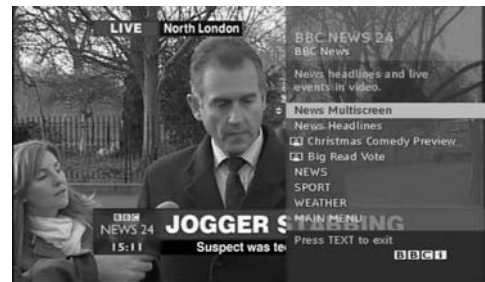 LIVE North London
BBC NEWS 24
BBC News
News headlines and live
events in video.
News Multiscreen
News Headlines
Christmas Comedy Preview
Big Read Vote
NEWS
SPORT
WEATHER
MAIN MENU
Press TEXT to exit
BBCi
BBC
NEWS 24
15:11
JOGGER STABBING
Suspect was